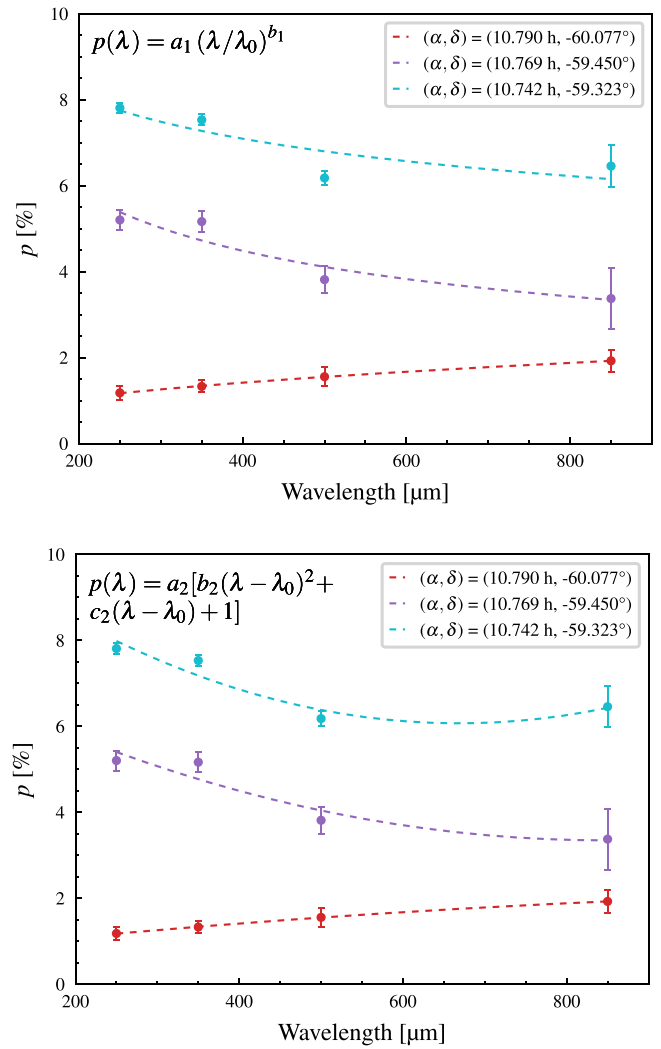 10
p(λ) = a₁ (λ/λ₀)^b₁
(α, δ) = (10.790 h, -60.077°)
(α, δ) = (10.769 h, -59.450°)
(α, δ) = (10.742 h, -59.323°)
8
6
4
2
0
p [%]
200 400 600 800
Wavelength [µm]
10
p(λ) = a₂[b₂(λ − λ₀)²+
c₂(λ − λ₀) + 1]
(α, δ) = (10.790 h, -60.077°)
(α, δ) = (10.769 h, -59.450°)
(α, δ) = (10.742 h, -59.323°)
8
6
4
2
0
p [%]
200 400 600 800
Wavelength [µm]